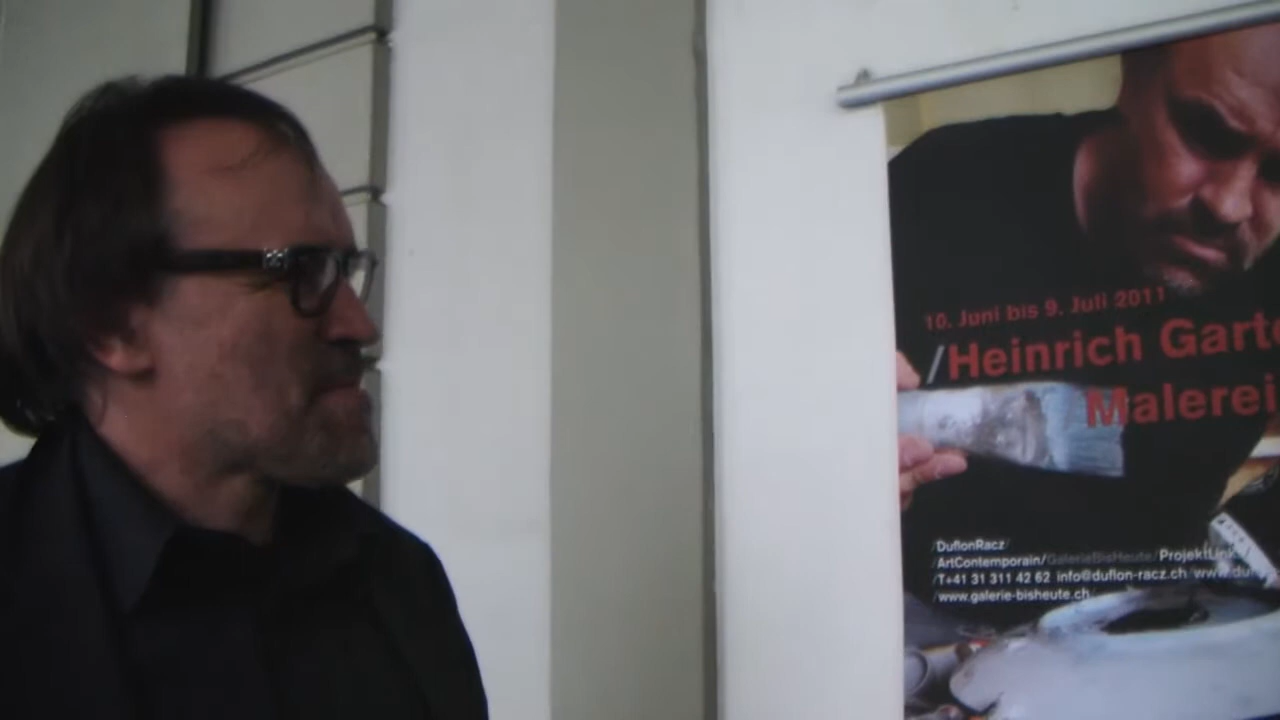 10. Juni bis 9. Juli 2011
/Heinrich Garte
Malerei
/DuflonRacz/
/ArtContemporain/GalerieBisHeute/ProjektLinks/
/T+41 31 311 42 62 info@duflon-racz.ch www.du
/www.galerie-bisheute.ch/